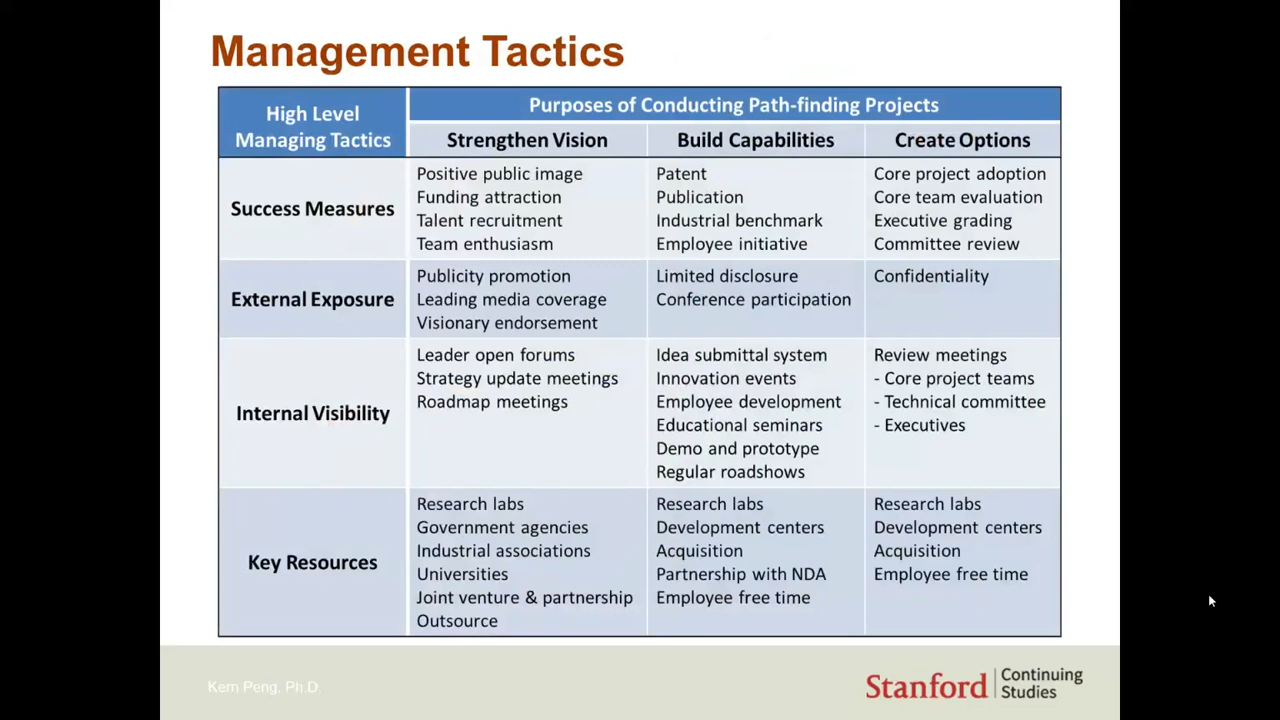 Management Tactics
High Level
Managing Tactics
Purposes of Conducting Path-finding Projects
Strengthen Vision
Build Capabilities
Create Options
Success Measures
Positive public image
Funding attraction
Talent recruitment
Team enthusiasm
Patent
Publication
Industrial benchmark
Employee initiative
Core project adoption
Core team evaluation
Executive grading
Committee review
External Exposure
Publicity promotion
Leading media coverage
Visionary endorsement
Limited disclosure
Conference participation
Confidentiality
Internal Visibility
Leader open forums
Strategy update meetings
Roadmap meetings
Idea submittal system
Innovation events
Employee development
Educational seminars
Demo and prototype
Regular roadshows
Review meetings
- Core project teams
- Technical committee
- Executives
Key Resources
Research labs
Government agencies
Industrial associations
Universities
Joint venture & partnership
Outsource
Research labs
Development centers
Acquisition
Partnership with NDA
Employee free time
Research labs
Development centers
Acquisition
Employee free time
Kern Peng, Ph.D.
Stanford
Continuing
Studies